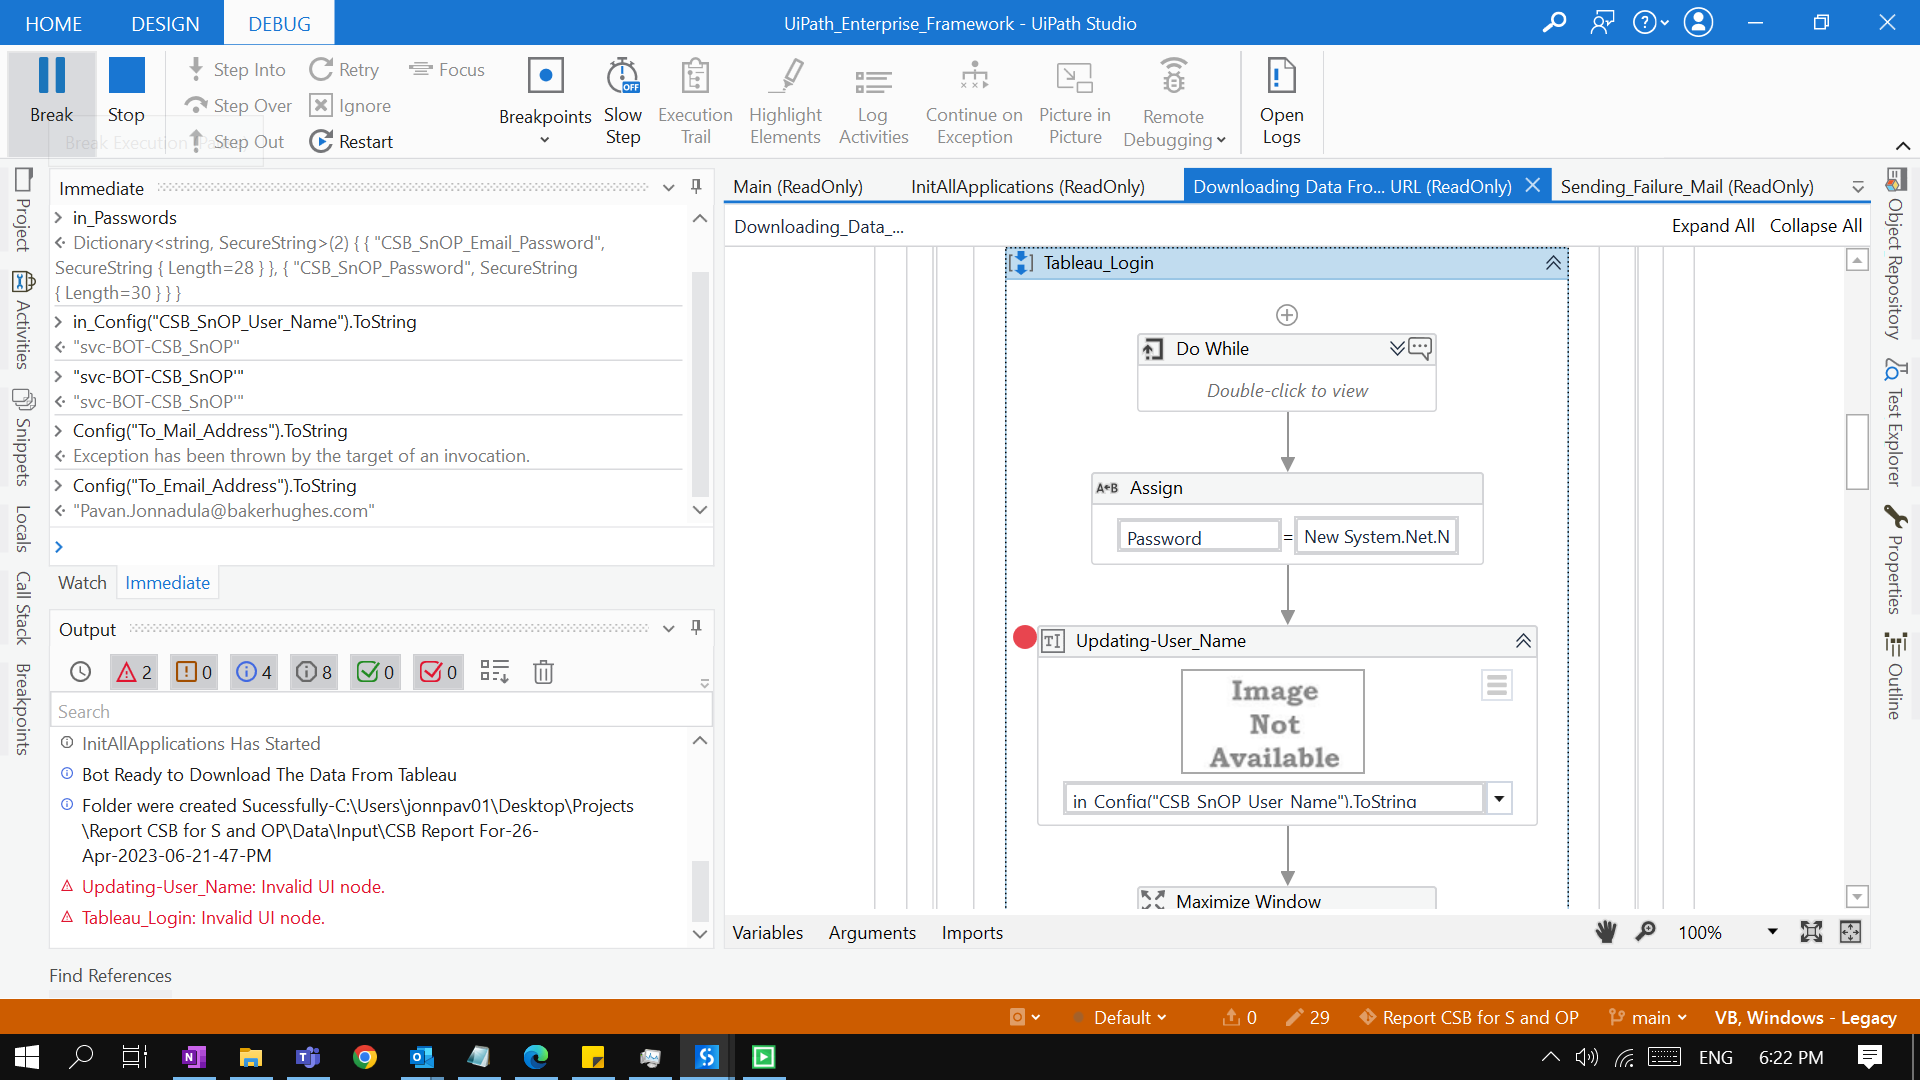 HOME
DESIGN
DEBUG
UiPath_Enterprise_Framework - UiPath Studio
Break
Stop
Step Into
Step Over
Step Out
Break Execution
Retry
Ignore
Restart
Focus
Breakpoints
Slow
Step
Execution
Trail
Highlight
Elements
Log
Activities
Continue on
Exception
Picture in
Picture
Remote
Debugging
Open
Logs
Project
Activities
Snippets
Locals
Call Stack
Breakpoints
Immediate
in_Passwords
Dictionary<string, SecureString>(2) { { "CSB_SnOP_Email_Password",
SecureString { Length=28 } }, { "CSB_SnOP_Password", SecureString
{ Length=30 } } }
in_Config("CSB_SnOP_User_Name").ToString
"svc-BOT-CSB_SnOP"
"svc-BOT-CSB_SnOP'"
"svc-BOT-CSB_SnOP'"
Config("To_Mail_Address").ToString
Exception has been thrown by the target of an invocation.
Config("To_Email_Address").ToString
"Pavan.Jonnadula@bakerhughes.com"
Watch
Immediate
Output
2
0
4
8
0
0
Search
InitAllApplications Has Started
Bot Ready to Download The Data From Tableau
Folder were created Sucessfully-C:\Users\jonnpav01\Desktop\Projects
\Report CSB for S and OP\Data\Input\CSB Report For-26-
Apr-2023-06-21-47-PM
Updating-User_Name: Invalid UI node.
Tableau_Login: Invalid UI node.
Find References
Main (ReadOnly)
InitAllApplications (ReadOnly)
Downloading Data Fro... URL (ReadOnly)
Sending_Failure_Mail (ReadOnly)
Downloading_Data_...
Expand All
Collapse All
Tableau_Login
Do While
Double-click to view
A←B Assign
Password
=
New System.Net.N
TI
Updating-User_Name
Image
Not
Available
in_Config("CSB_SnOP_User_Name").ToString
Maximize Window
Variables
Arguments
Imports
100%
Object Repository
Test Explorer
Properties
Outline
Default
0
29
Report CSB for S and OP
main
VB, Windows - Legacy
ENG
6:22 PM